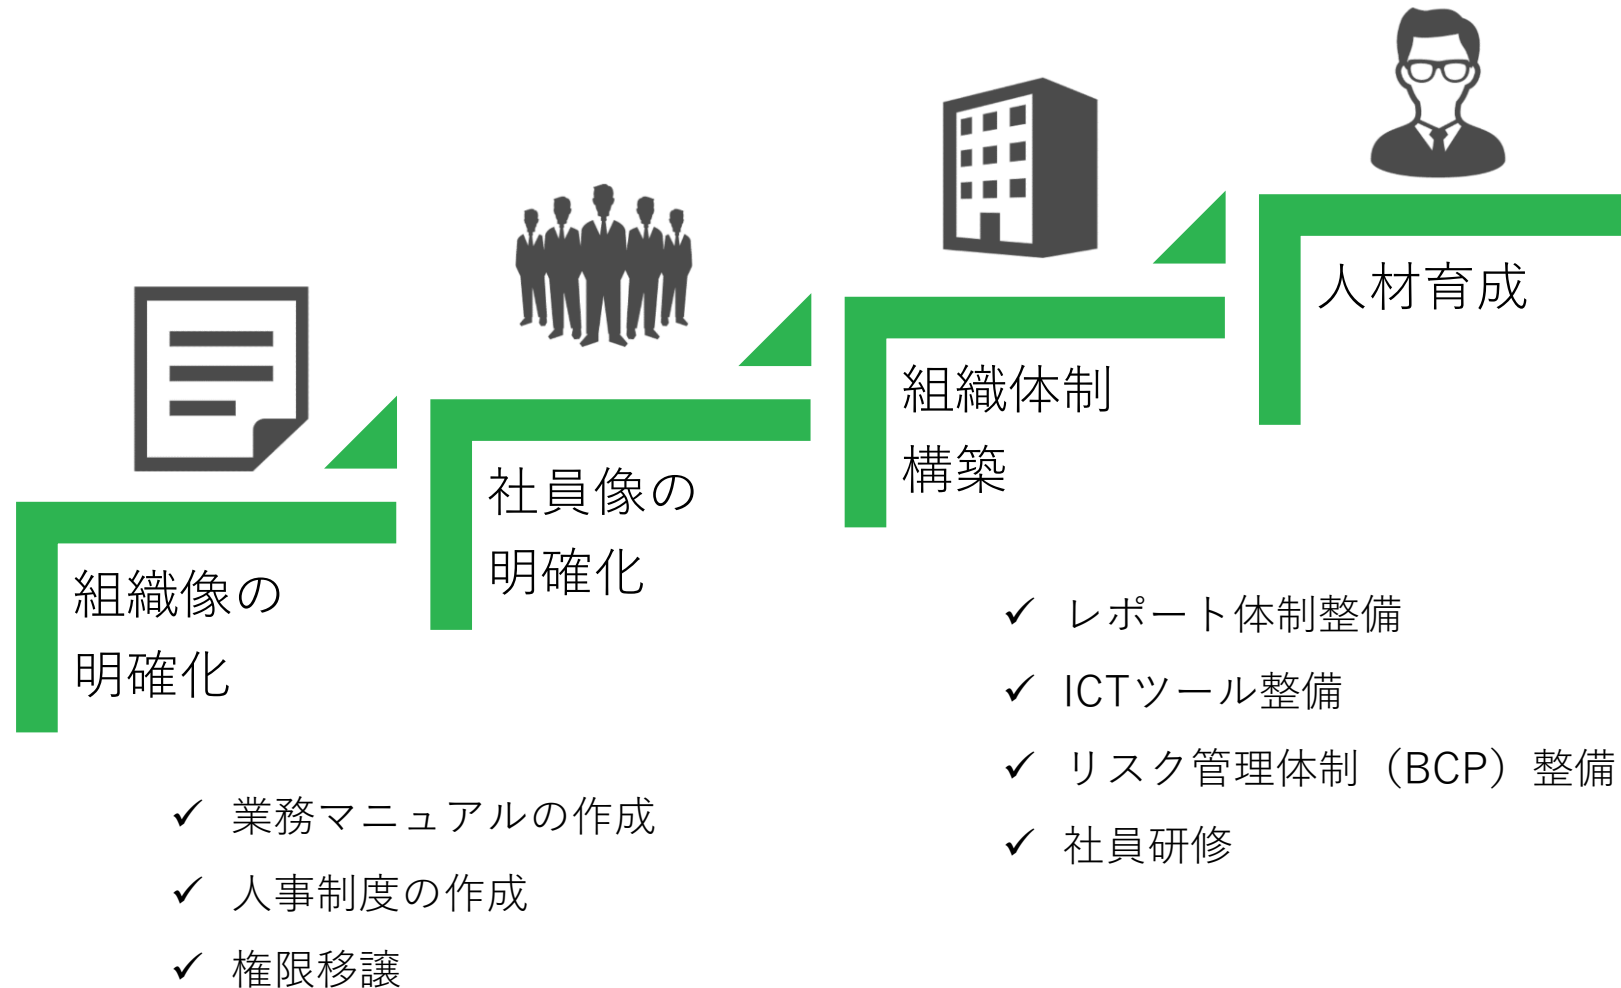 組織像の
明確化
社員像の
明確化
組織体制
構築
人材育成
業務マニュアルの作成
人事制度の作成
権限移譲
レポート体制整備
ICTツール整備
リスク管理体制（BCP）整備
社員研修